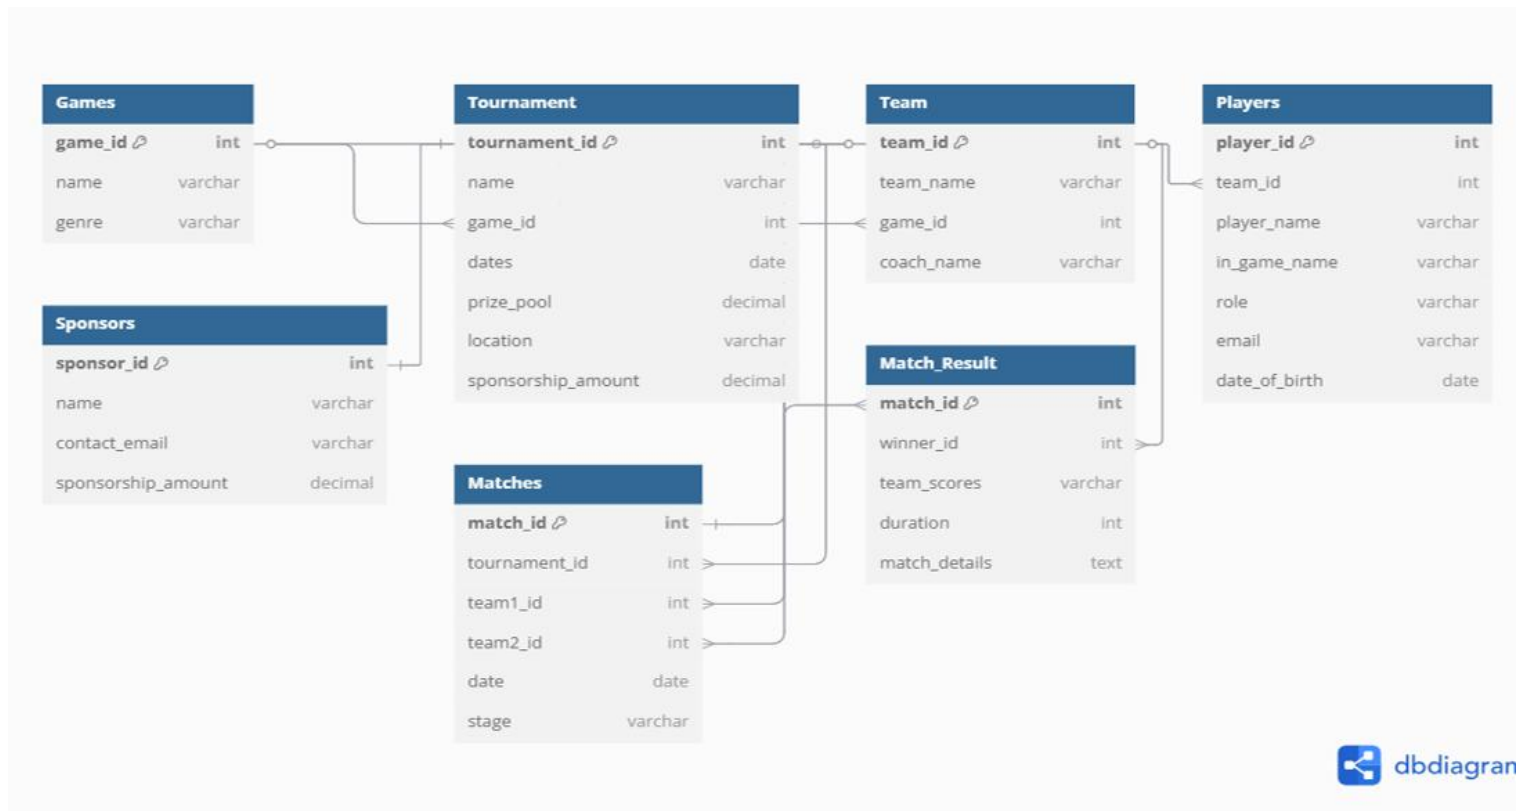 Games
game_id int
name varchar
genre varchar
Sponsors
sponsor_id int
name varchar
contact_email varchar
sponsorship_amount decimal
Tournament
tournament_id int
name varchar
game_id int
dates date
prize_pool decimal
location varchar
sponsorship_amount decimal
Matches
match_id int
tournament_id int
team1_id int
team2_id int
date date
stage varchar
Team
team_id int
team_name varchar
game_id int
coach_name varchar
Match_Result
match_id int
winner_id int
team_scores varchar
duration int
match_details text
Players
player_id int
team_id int
player_name varchar
in_game_name varchar
role varchar
email varchar
date_of_birth date
dbdiagram